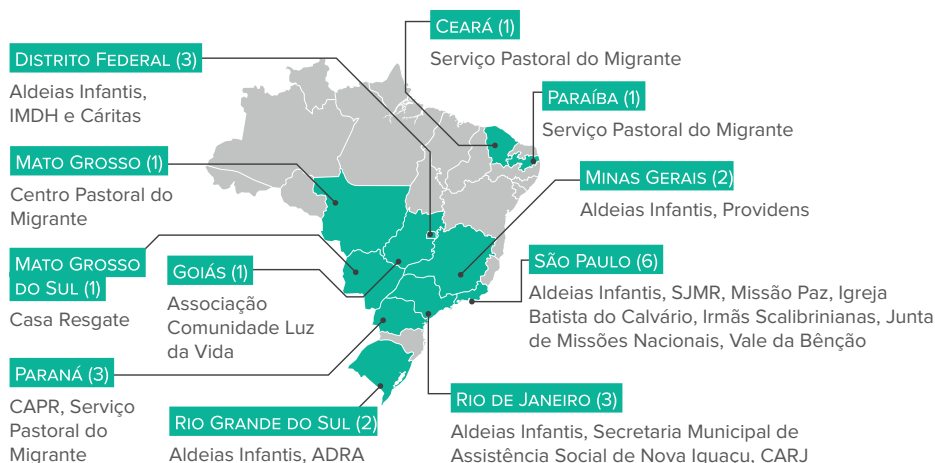 CEARÁ (1)
Serviço Pastoral do Migrante
DISTRITO FEDERAL (3)
Aldeias Infantis,
IMDH e Cáritas
PARAÍBA (1)
Serviço Pastoral do Migrante
MATO GROSSO (1)
Centro Pastoral do
Migrante
MINAS GERAIS (2)
Aldeias Infantis, Providens
MATO GROSSO
DO SUL (1)
Casa Resgate
GOIÁS (1)
Associação
Comunidade Luz
da Vida
SÃO PAULO (6)
Aldeias Infantis, SJMR, Missão Paz, Igreja
Batista do Calvário, Irmãs Scalibrinianas, Junta
de Missões Nacionais, Vale da Bênção
PARANÁ (3)
CAPR, Serviço
Pastoral do
Migrante
RIO GRANDE DO SUL (2)
Aldeias Infantis, ADRA
RIO DE JANEIRO (3)
Aldeias Infantis, Secretaria Municipal de
Assistência Social de Nova Iguaçu, CARJ